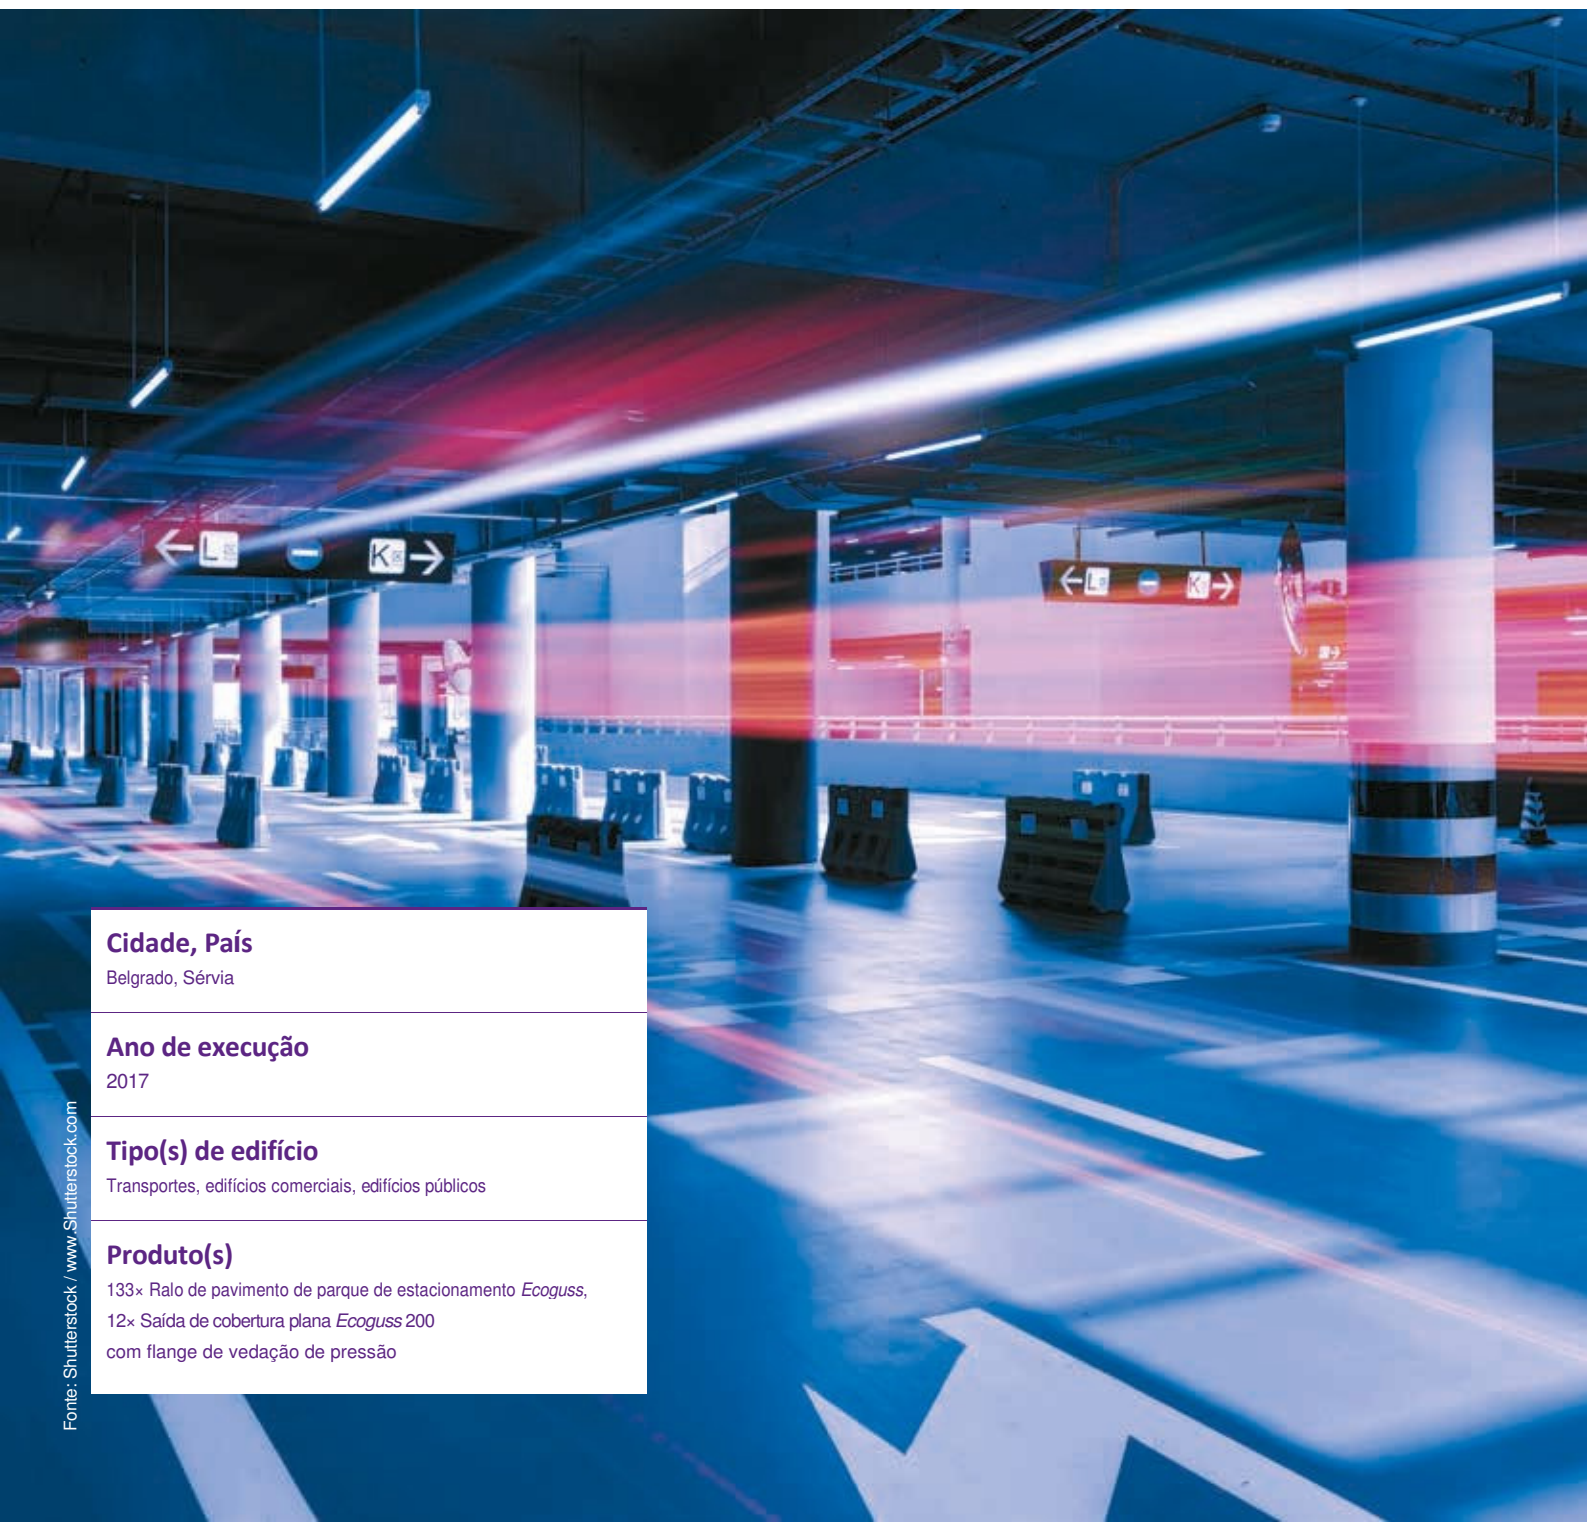 ← L K →
← L K →
Cidade, País
Belgrado, Sérvia
Ano de execução
2017
Tipo(s) de edifício
Transportes, edifícios comerciais, edifícios públicos
Produto(s)
133× Ralo de pavimento de parque de estacionamento Ecoguss,
12× Saída de cobertura plana Ecoguss 200
com flange de vedação de pressão
Fonte: Shutterstock / www.Shutterstock.com